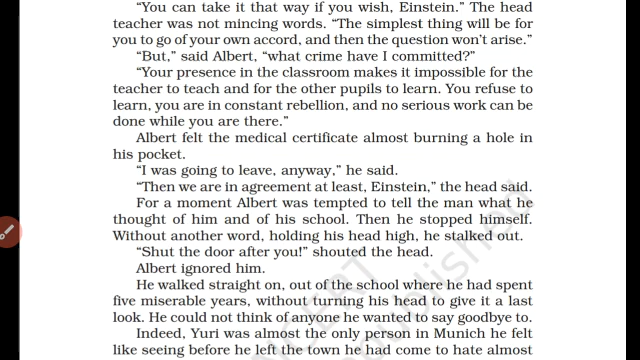 “You can take it that way if you wish, Einstein.” The head
teacher was not mincing words. “The simplest thing will be for
you to go of your own accord, and then the question won’t arise.”
“But,” said Albert, “what crime have I committed?”
“Your presence in the classroom makes it impossible for the
teacher to teach and for the other pupils to learn. You refuse to
learn, you are in constant rebellion, and no serious work can be
done while you are there.”
Albert felt the medical certificate almost burning a hole in
his pocket.
“I was going to leave, anyway,” he said.
“Then we are in agreement at least, Einstein,” the head said.
For a moment Albert was tempted to tell the man what he
thought of him and of his school. Then he stopped himself.
Without another word, holding his head high, he stalked out.
“Shut the door after you!” shouted the head.
Albert ignored him.
He walked straight on, out of the school where he had spent
five miserable years, without turning his head to give it a last
look. He could not think of anyone he wanted to say goodbye to.
Indeed, Yuri was almost the only person in Munich he felt
like seeing before he left the town he had come to hate almost